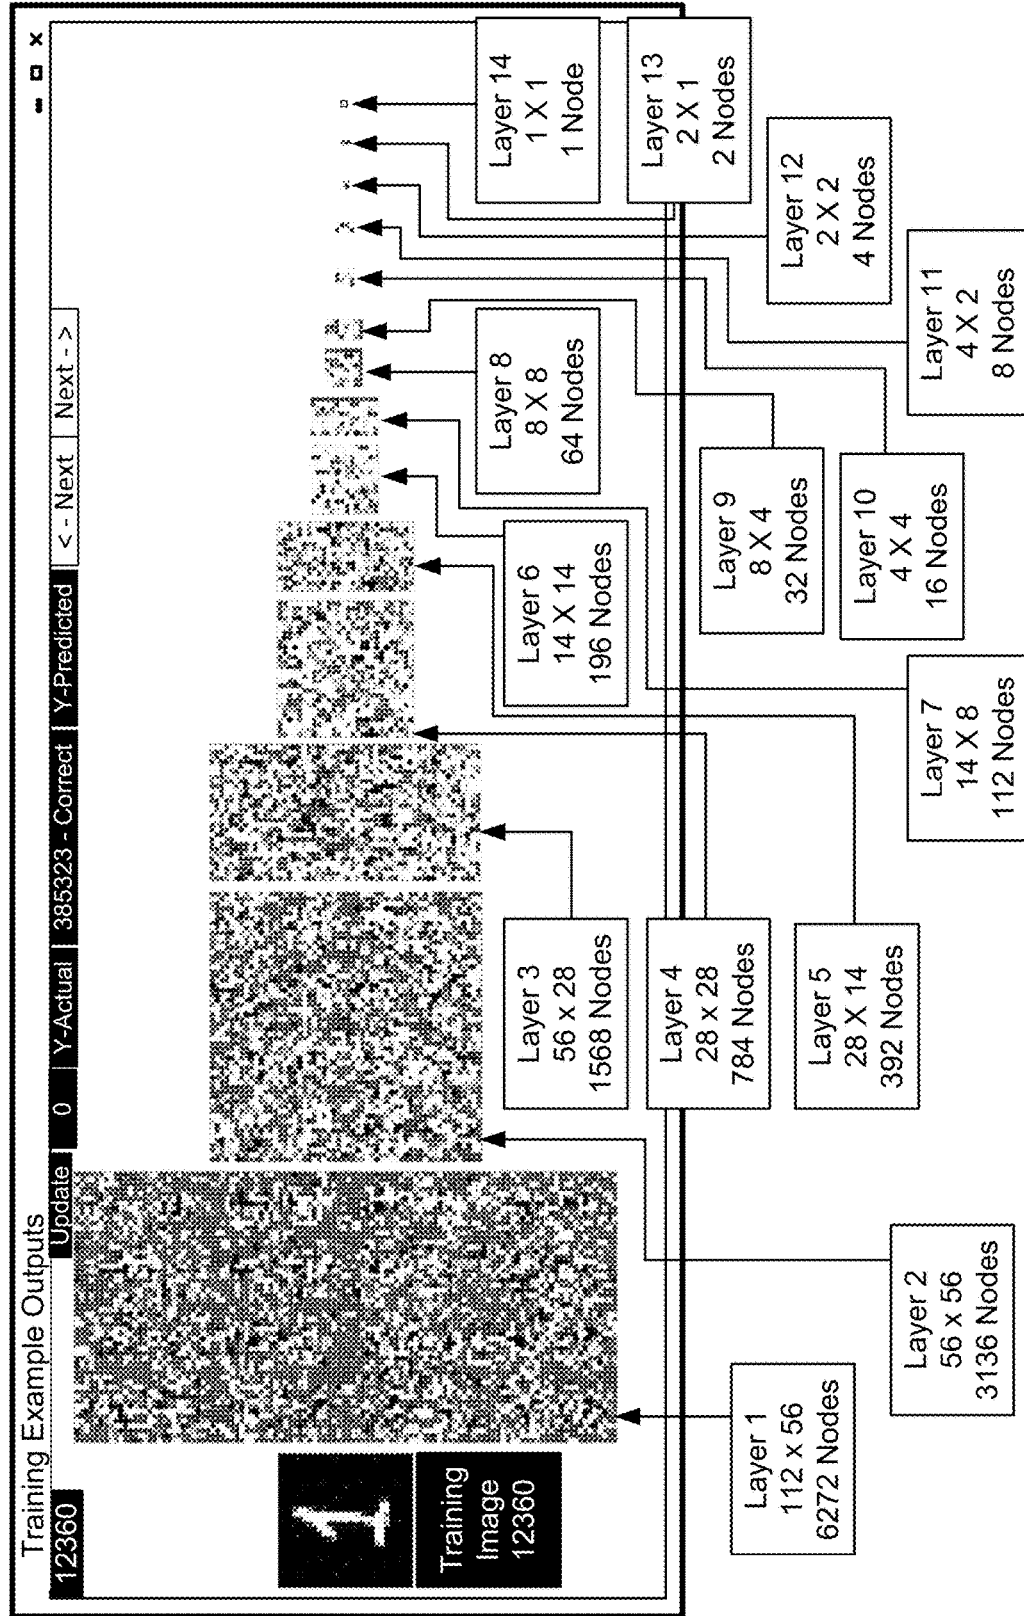 Training Example Outputs
12360
Update
0
Y-Actual
385323 - Correct
Y-Predicted
< - Next
Next - >
1
Training
Image
12360
Layer 1
112 x 56
6272 Nodes
Layer 2
56 x 56
3136 Nodes
Layer 3
56 x 28
1568 Nodes
Layer 4
28 x 28
784 Nodes
Layer 5
28 X 14
392 Nodes
Layer 6
14 X 14
196 Nodes
Layer 7
14 X 8
112 Nodes
Layer 8
8 X 8
64 Nodes
Layer 9
8 X 4
32 Nodes
Layer 10
4 X 4
16 Nodes
Layer 11
4 X 2
8 Nodes
Layer 12
2 X 2
4 Nodes
Layer 13
2 X 1
2 Nodes
Layer 14
1 X 1
1 Node